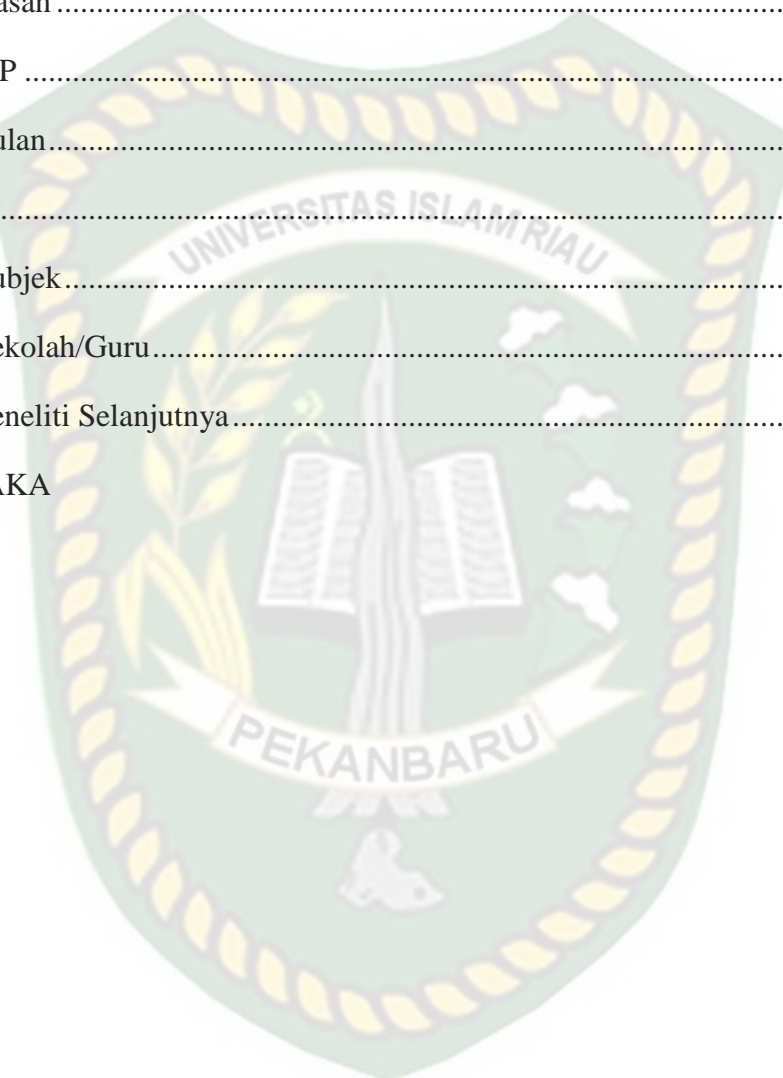 asan ........................................................................................
P ............................................................................................
ulan.........................................................................................
................................................................................................
UNIVERSITAS ISLAM RIAU
ubjek.......................................................................................
ekolah/Guru...........................................................................
eneliti Selanjutnya.................................................................
AKA
PEKANBARU